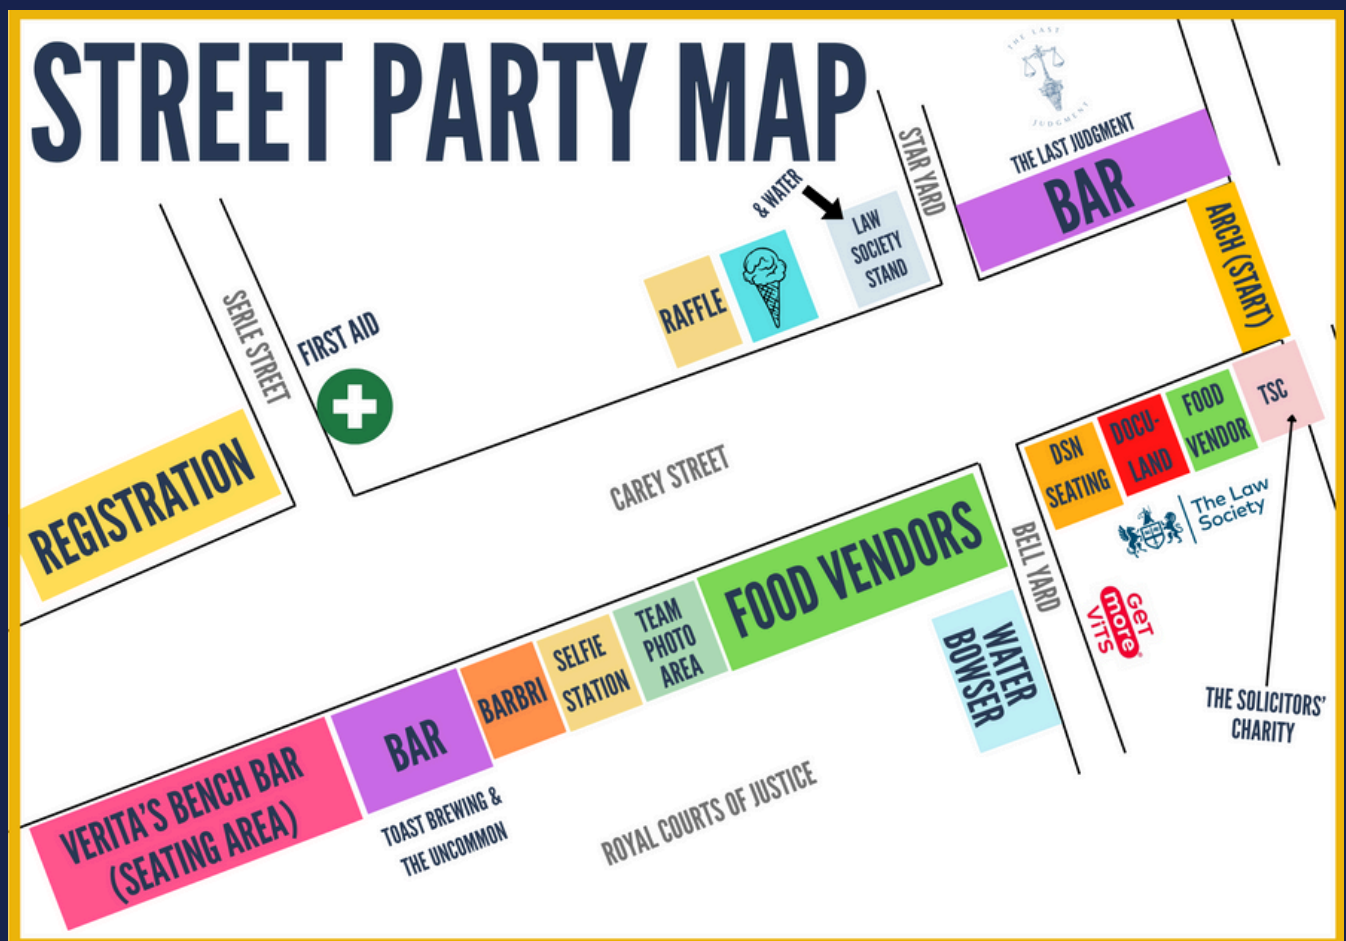 STREET PARTY MAP
THE LAST
JUDGMENT
THE LAST JUDGMENT
BAR
STAR YARD
& WATER
LAW
SOCIETY
STAND
ARCH (START)
RAFFLE
SERLE STREET
FIRST AID
REGISTRATION
CAREY STREET
DSN
SEATING
DOCU-
LAND
FOOD
VENDOR
TSC
The Law
Society
FOOD VENDORS
BELL YARD
TEAM
PHOTO
AREA
SELFIE
STATION
BARBRI
BAR
VERITA'S BENCH BAR
(SEATING AREA)
WATER
BOWSER
GeT
more
ViTS
TOAST BREWING &
THE UNCOMMON
ROYAL COURTS OF JUSTICE
THE SOLICITORS'
CHARITY